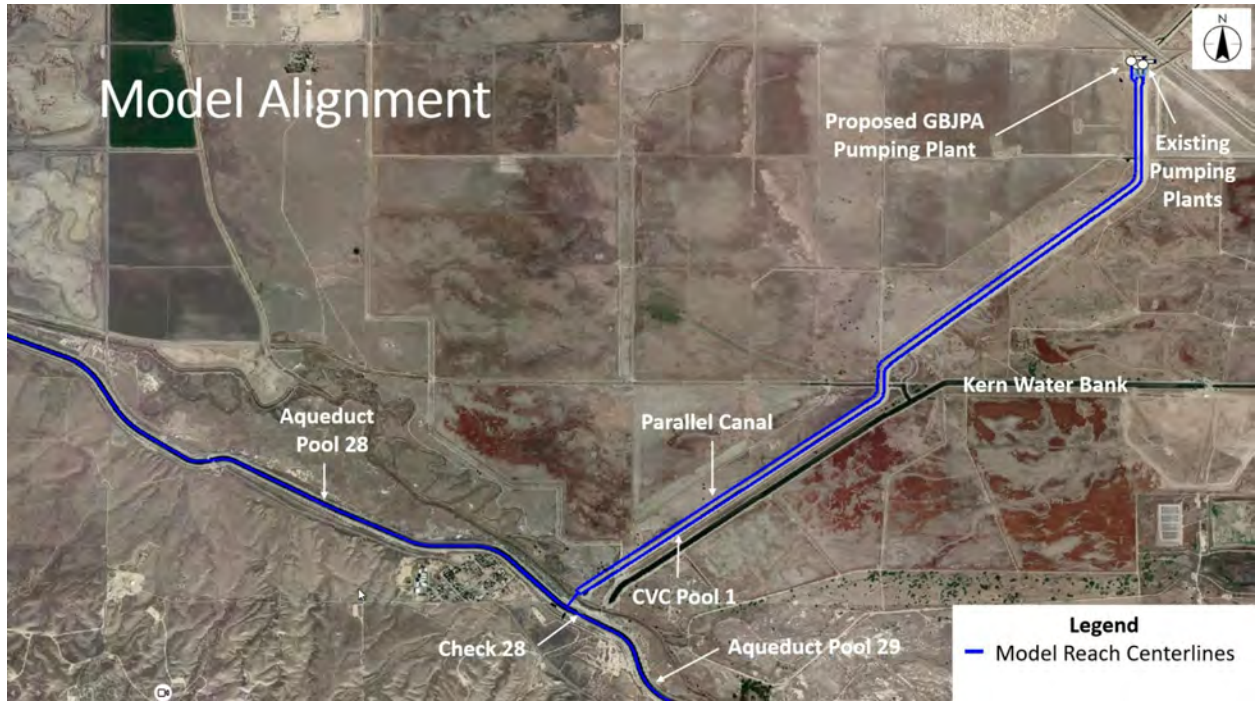 Model Alignment
N
Proposed GBJPA
Pumping Plant
Existing
Pumping
Plants
Kern Water Bank
Aqueduct
Pool 28
Parallel Canal
CVC Pool 1
Check 28
Aqueduct Pool 29
Legend
Model Reach Centerlines